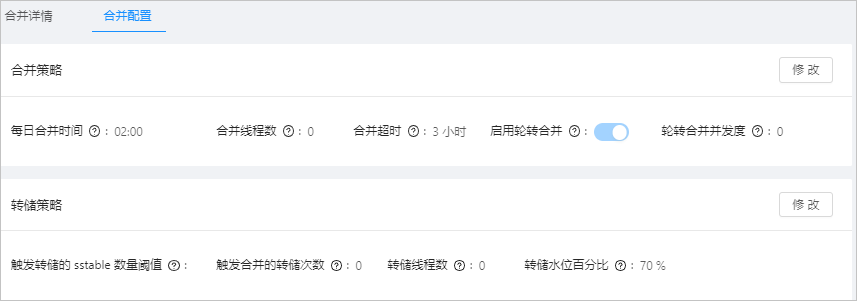 合并详情 合并配置
合并策略 修 改
每日合并时间 ? : 02:00 合并线程数 ? : 0 合并超时 ? : 3 小时 启用轮转合并 ? : 轮转合并并发度 ? : 0
转储策略 修 改
触发转储的 sstable 数量阈值 ? : 触发合并的转储次数 ? : 0 转储线程数 ? : 0 转储水位百分比 ? : 70 %